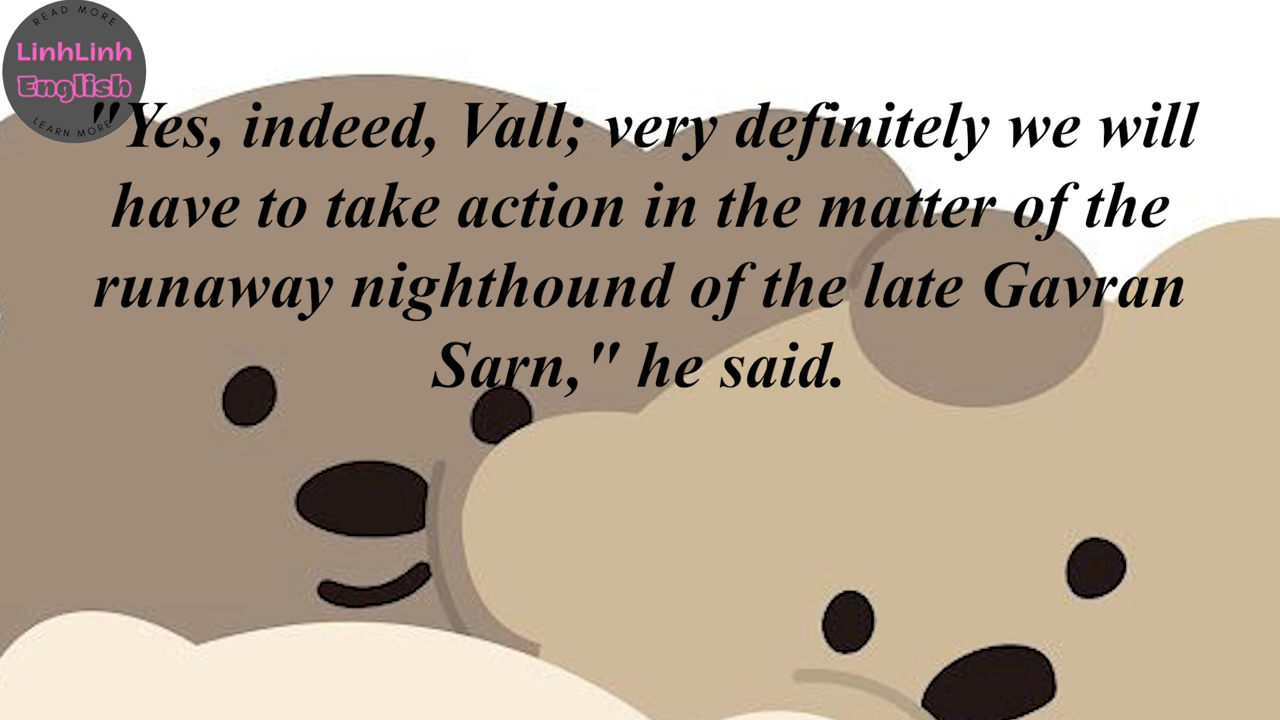 READ MORE
LinhLinh
English
LEARN MORE
"Yes, indeed, Vall; very definitely we will
have to take action in the matter of the
runaway nighthound of the late Gavran
Sarn," he said.